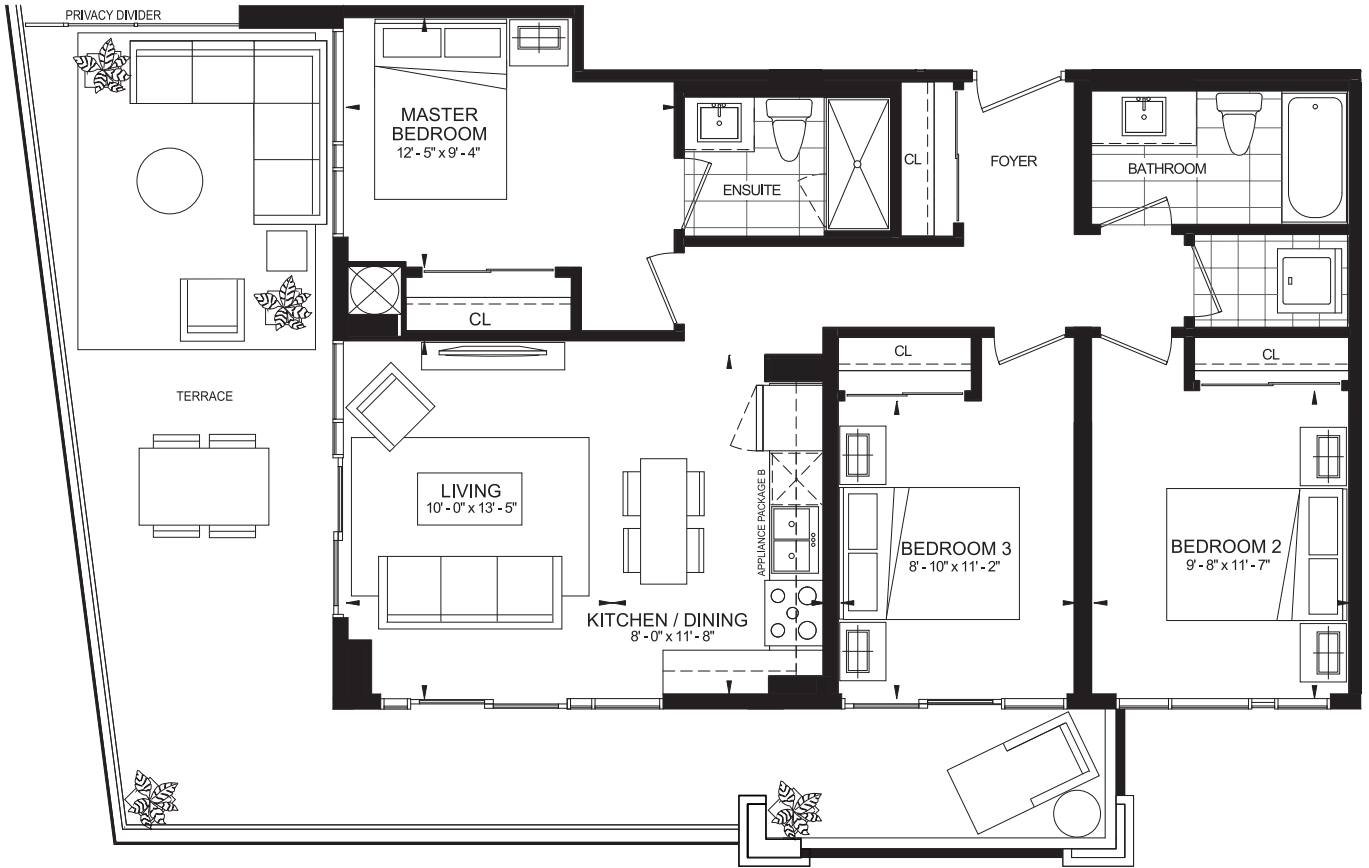 PRIVACY DIVIDER
MASTER
BEDROOM
12' - 5" x 9' - 4"
ENSUITE
CL
FOYER
BATHROOM
CL
TERRACE
CL
CL
LIVING
10' - 0" x 13' - 5"
APPLIANCE PACKAGE B
BEDROOM 3
8' - 10" x 11' - 2"
BEDROOM 2
9' - 8" x 11' - 7"
KITCHEN / DINING
8' - 0" x 11' - 8"